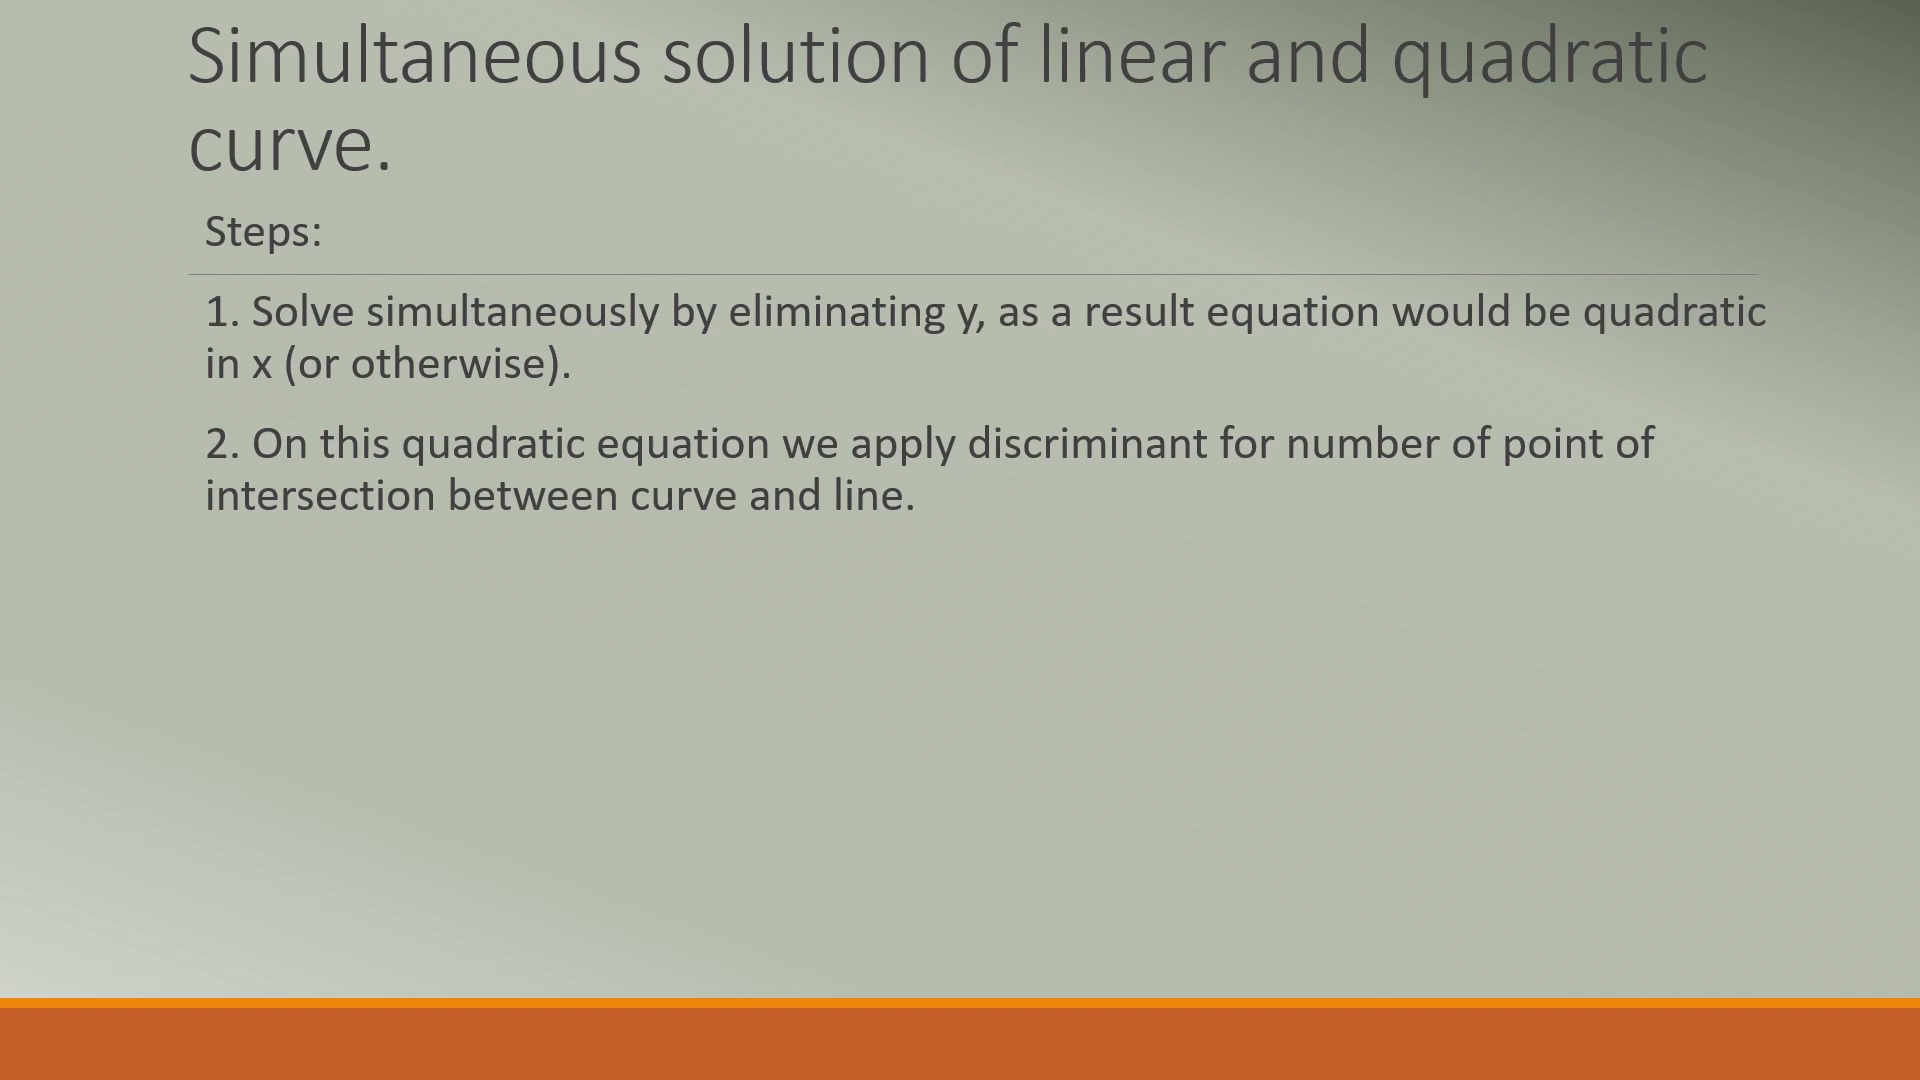 Simultaneous solution of linear and quadratic
curve.
Steps:
1. Solve simultaneously by eliminating y, as a result equation would be quadratic
in x (or otherwise).
2. On this quadratic equation we apply discriminant for number of point of
intersection between curve and line.